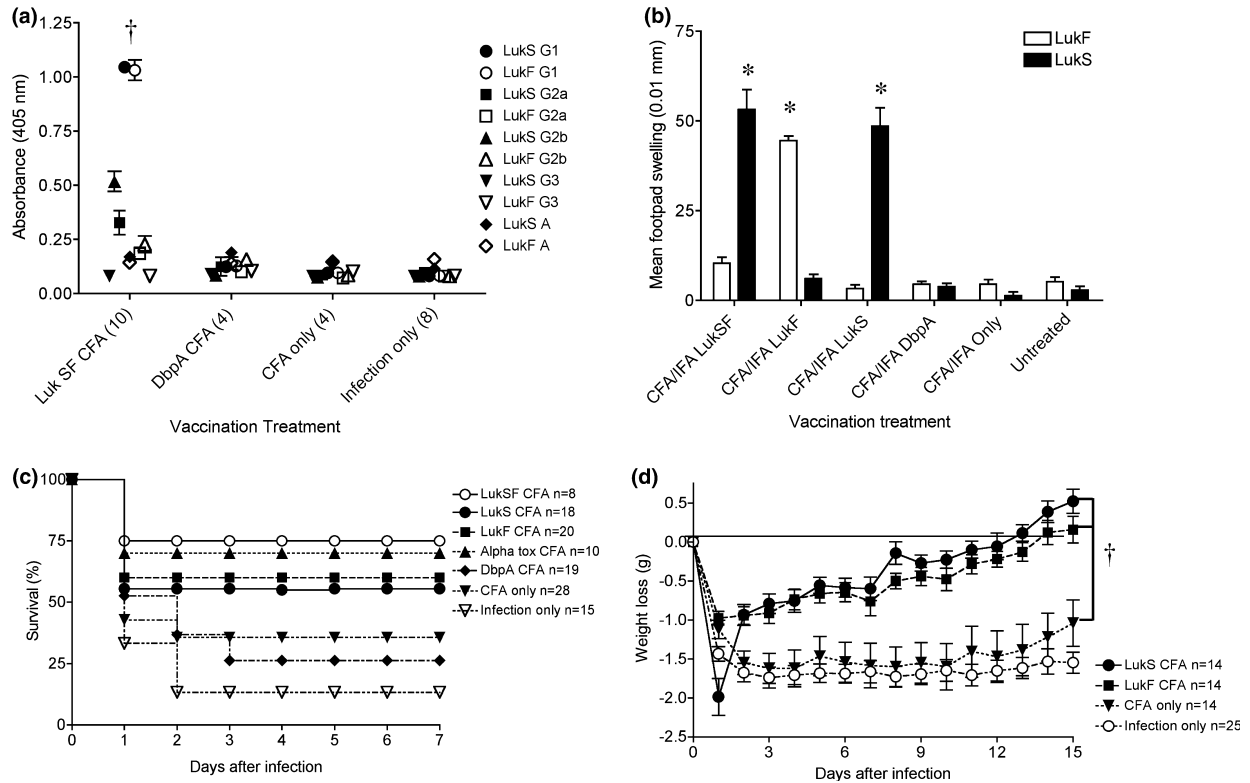 (a)
1.25
1.00
0.75
0.50
0.25
0.00
Absorbance (405 nm)
†
LukS G1
LukF G1
LukS G2a
LukF G2a
LukS G2b
LukF G2b
LukS G3
LukF G3
LukS A
LukF A
Luk SF CFA (10)
DbpA CFA (4)
CFA only (4)
Infection only (8)
Vaccination Treatment
(b)
75
50
25
0
Mean footpad swelling (0.01 mm)
*
*
*
LukF
LukS
CFA/IFA LukSF
CFA/IFA LukF
CFA/IFA LukS
CFA/IFA DbpA
CFA/IFA Only
Untreated
Vaccination treatment
(c)
100
75
50
25
0
Survival (%)
0 1 2 3 4 5 6 7
Days after infection
LukSF CFA n=8
LukS CFA n=18
LukF CFA n=20
Alpha tox CFA n=10
DbpA CFA n=19
CFA only n=28
Infection only n=15
(d)
0.5
0.0
-0.5
-1.0
-1.5
-2.0
-2.5
Weight loss (g)
0 3 6 9 12 15
Days after infection
†
LukS CFA n=14
LukF CFA n=14
CFA only n=14
Infection only n=25